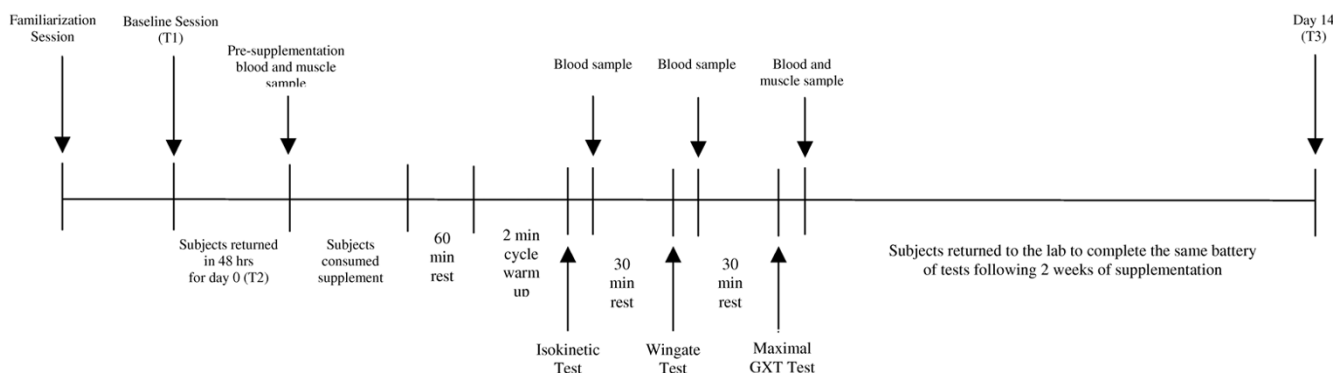 Familiarization
Session
Baseline Session
(T1)
Pre-supplementation
blood and muscle
sample
Blood sample
Blood sample
Blood and
muscle sample
Day 14
(T3)
Subjects returned
in 48 hrs
for day 0 (T2)
Subjects
consumed
supplement
60
min
rest
2 min
cycle
warm
up
30
min
rest
30
min
rest
Subjects returned to the lab to complete the same battery
of tests following 2 weeks of supplementation
Isokinetic
Test
Wingate
Test
Maximal
GXT Test